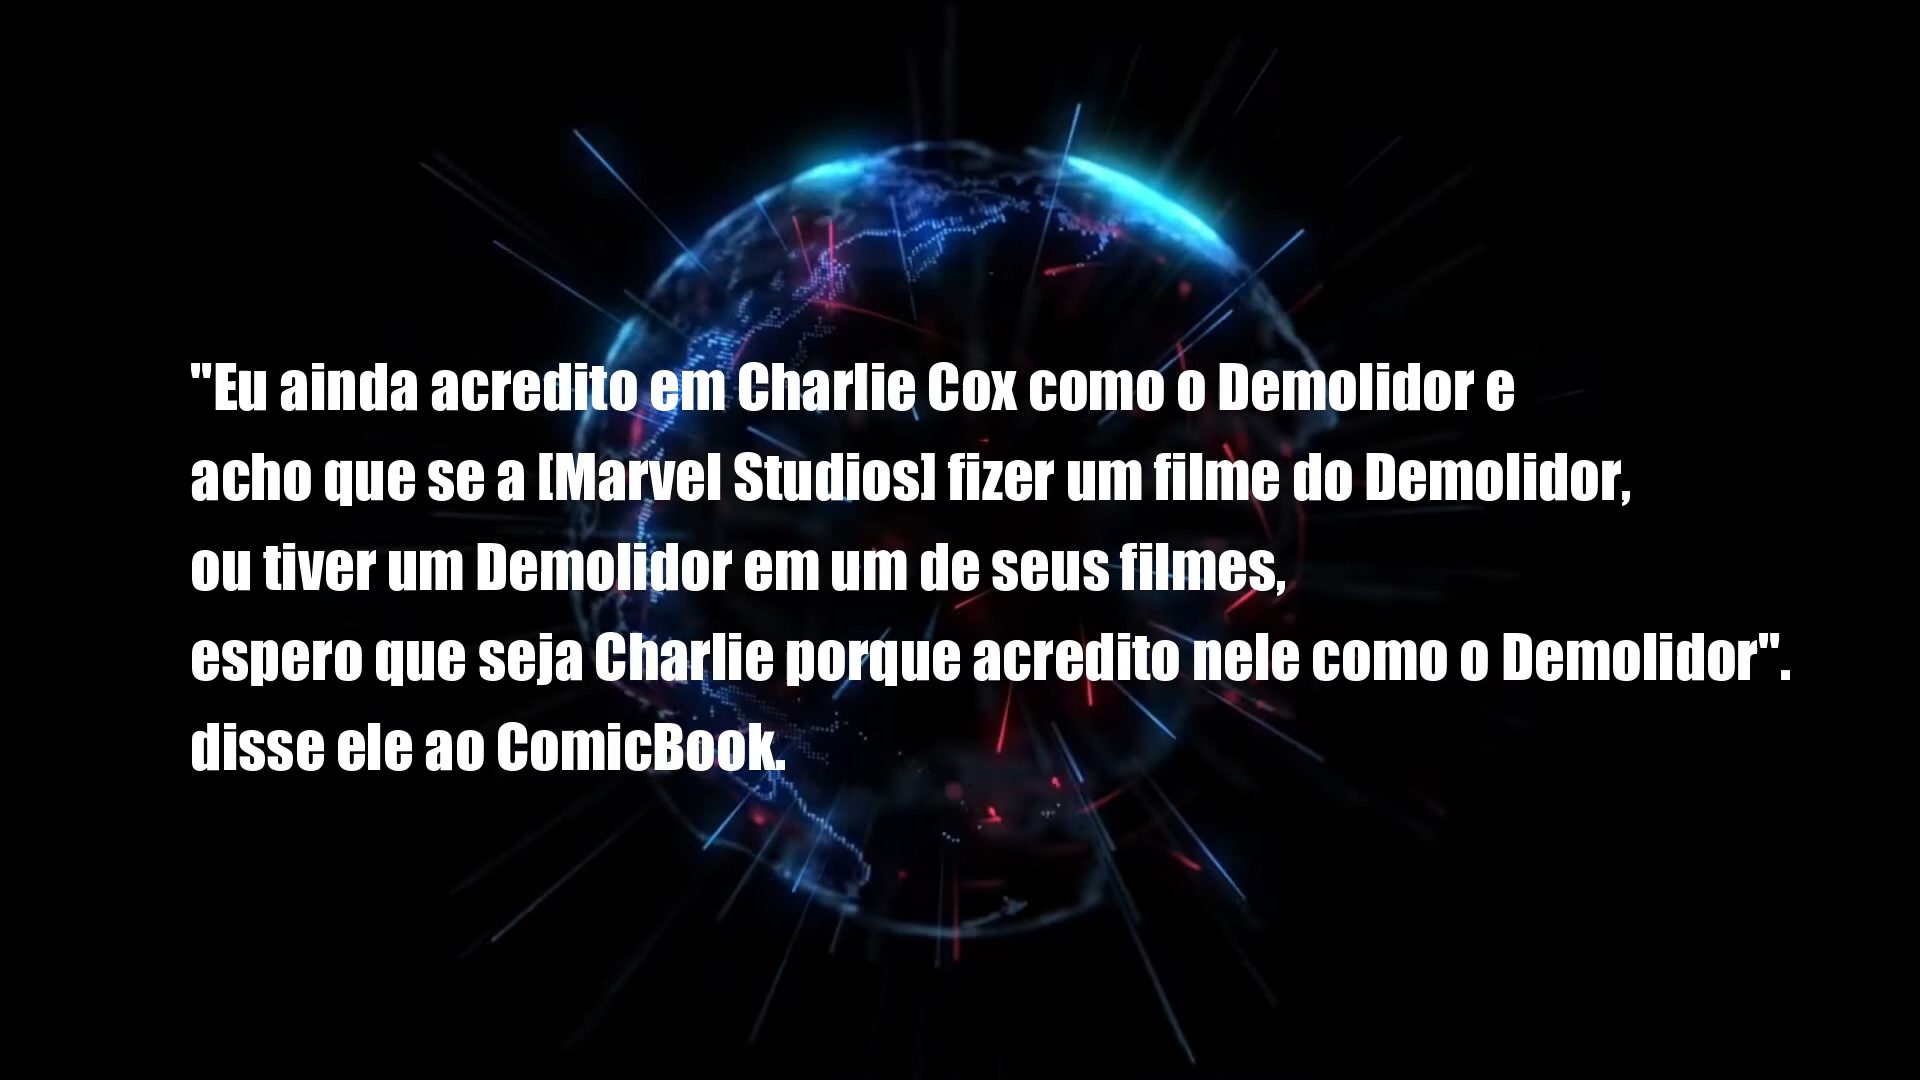 "Eu ainda acredito em Charlie Cox como o Demolidor e
acho que se a [Marvel Studios] fizer um filme do Demolidor,
ou tiver um Demolidor em um de seus filmes,
espero que seja Charlie porque acredito nele como o Demolidor".
disse ele ao ComicBook.